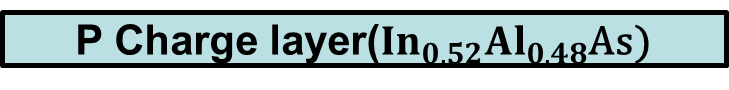 P Charge layer(In₀.₅₂Al₀.₄₈As)